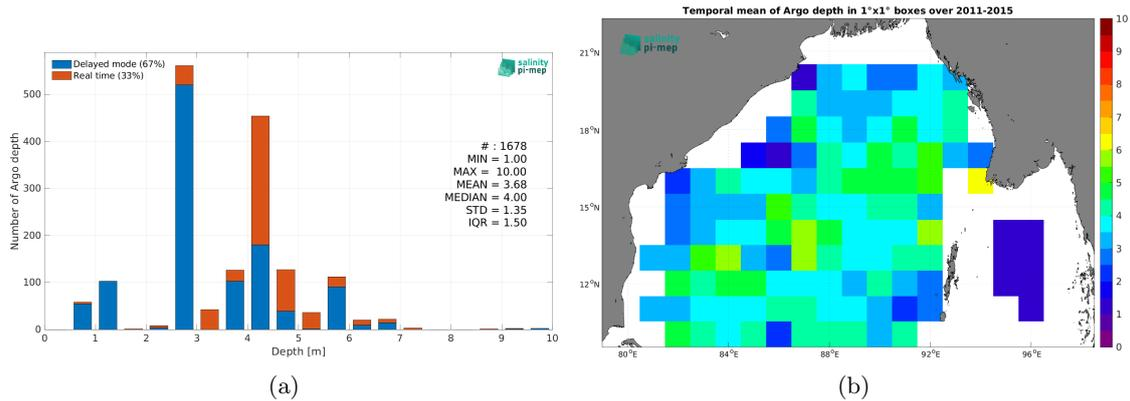 Delayed mode (67%)
Real time (33%)
salinity
pi-mep
# : 1678
MIN = 1.00
MAX = 10.00
MEAN = 3.68
MEDIAN = 4.00
STD = 1.35
IQR = 1.50
Number of Argo depth
500
400
300
200
100
0
0 1 2 3 4 5 6 7 8 9 10
Depth [m]
(a)
Temporal mean of Argo depth in 1°x1° boxes over 2011-2015
salinity
pi-mep
21°N
18°N
15°N
12°N
80°E 84°E 88°E 92°E 96°E
10
9
8
7
6
5
4
3
2
1
0
(b)